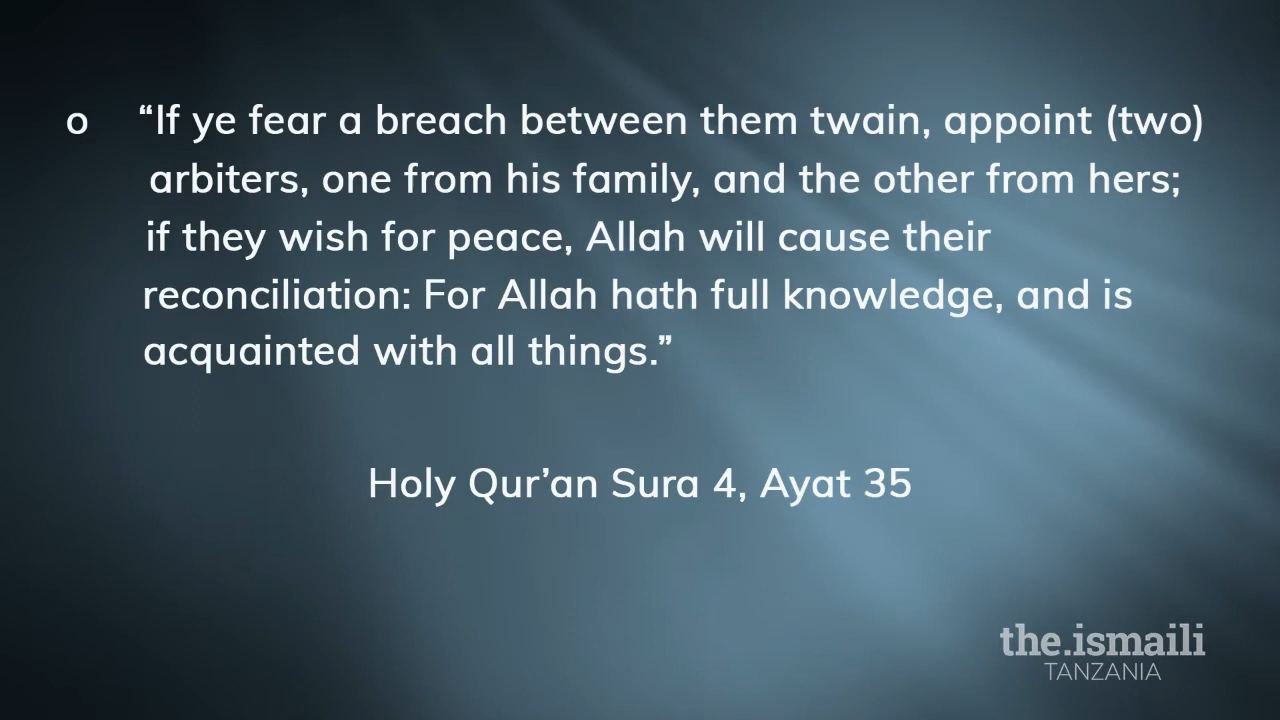 o “If ye fear a breach between them twain, appoint (two)
arbiters, one from his family, and the other from hers;
if they wish for peace, Allah will cause their
reconciliation: For Allah hath full knowledge, and is
acquainted with all things.”
Holy Qur’an Sura 4, Ayat 35
the.ismaili
TANZANIA